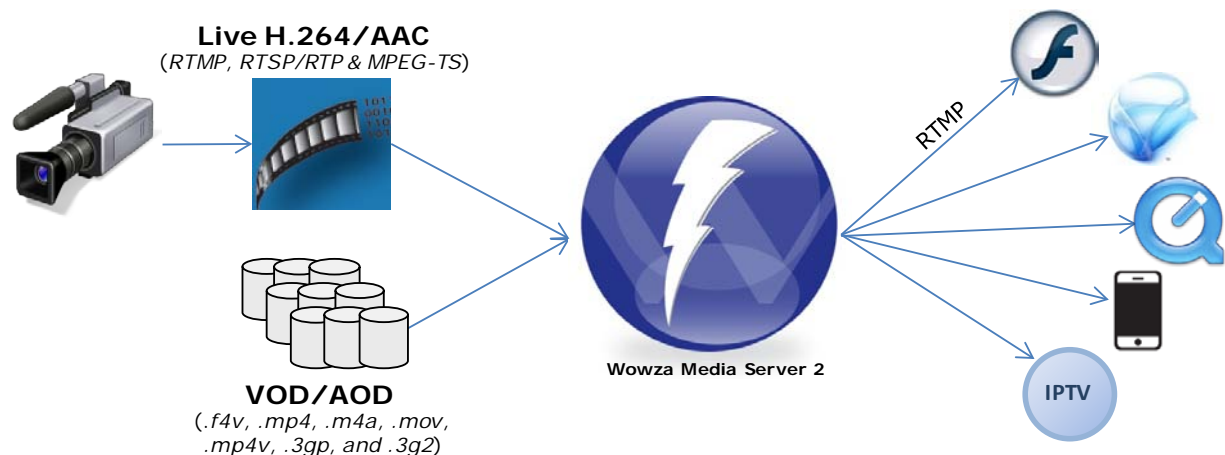 Live H.264/AAC
(RTMP, RTSP/RTP & MPEG-TS)
RTMP
Wowza Media Server 2
VOD/AOD
(.f4v, .mp4, .m4a, .mov,
.mp4v, .3gp, and .3g2)
IPTV